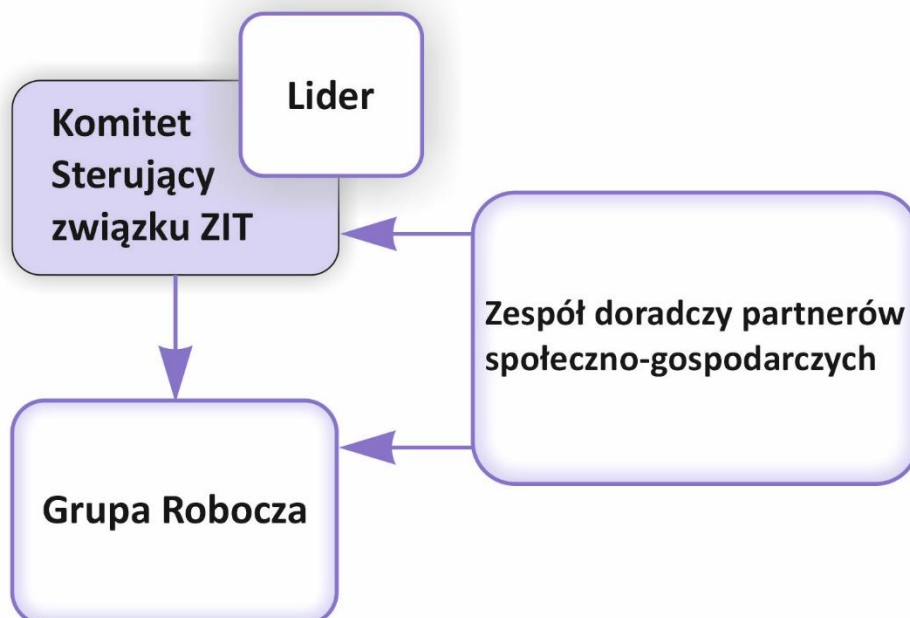 Lider
Komitet
Sterujący
związku ZIT
Zespół doradczy partnerów
społeczno-gospodarczych
Grupa Robocza